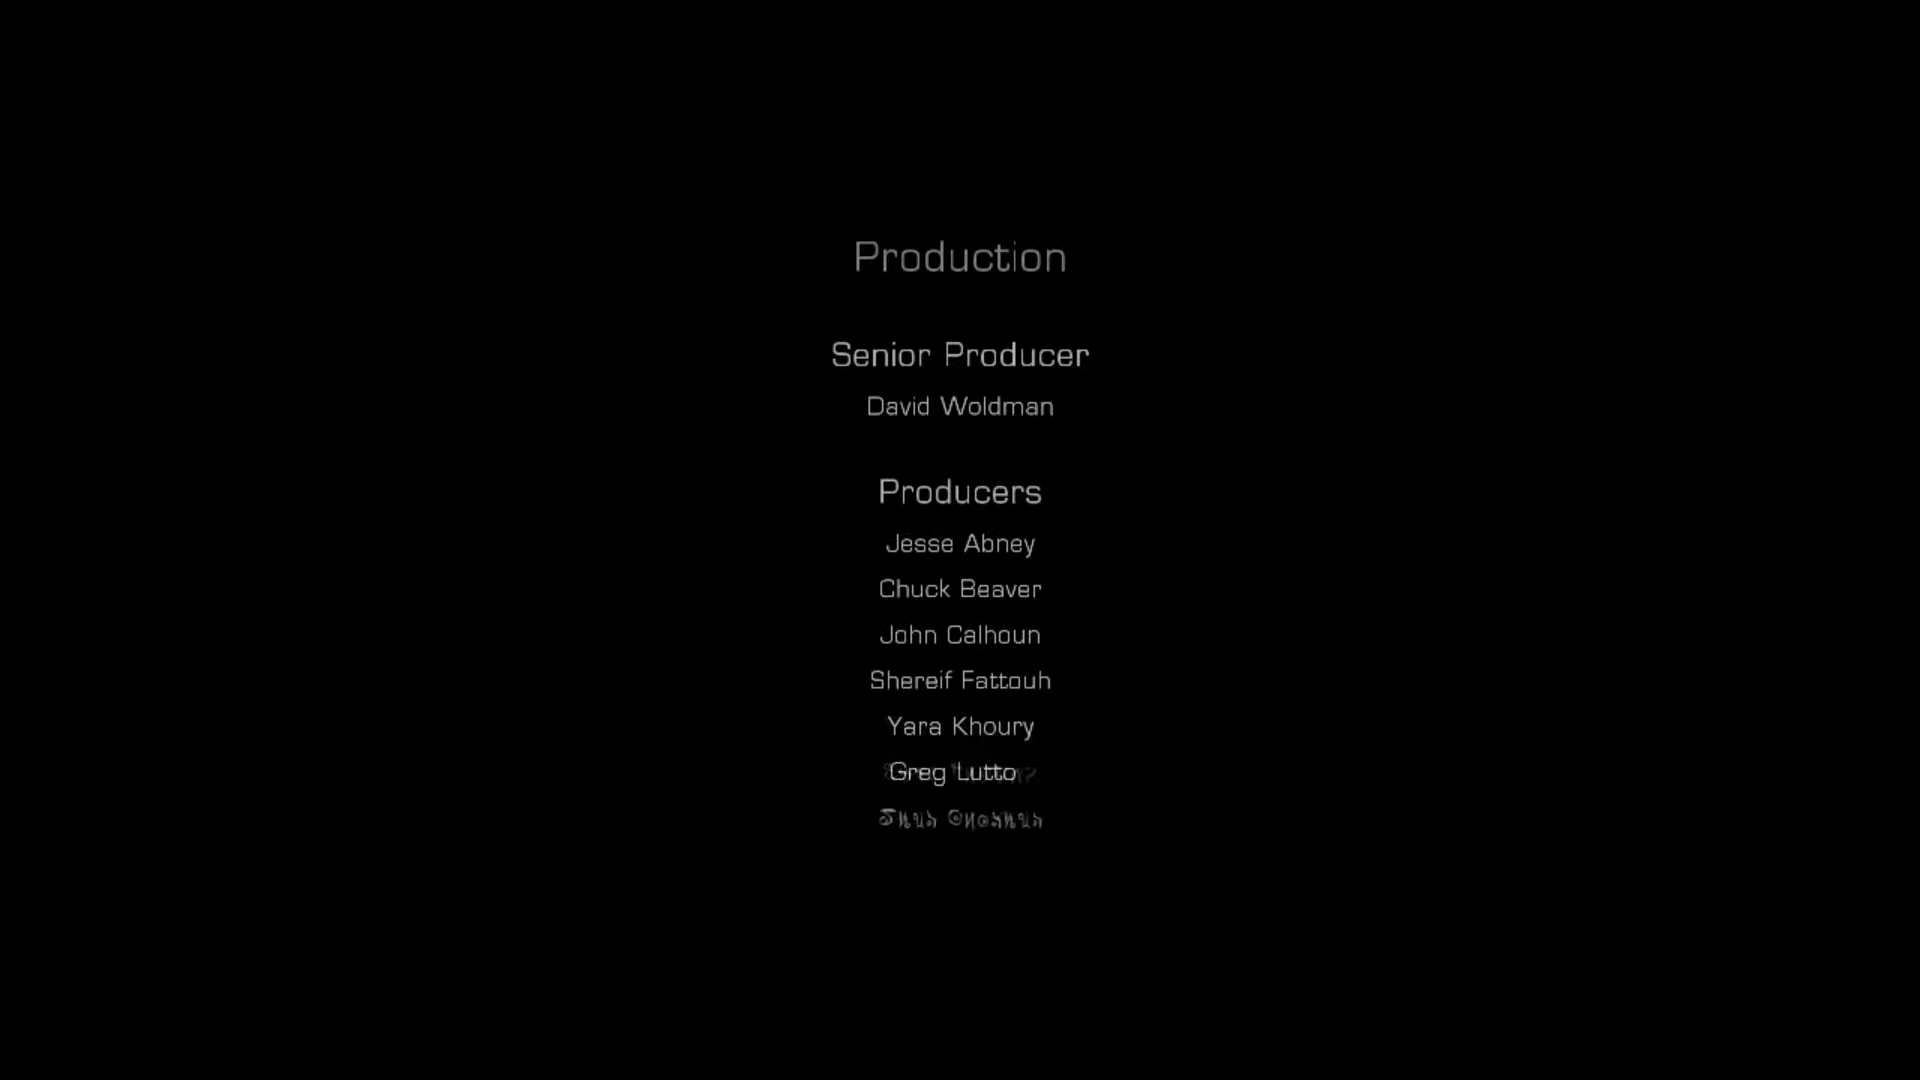 Production
Senior Producer
David Woldman
Producers
Jesse Abney
Chuck Beaver
John Calhoun
Shereif Fattouh
Yara Khoury
Greg Lutto